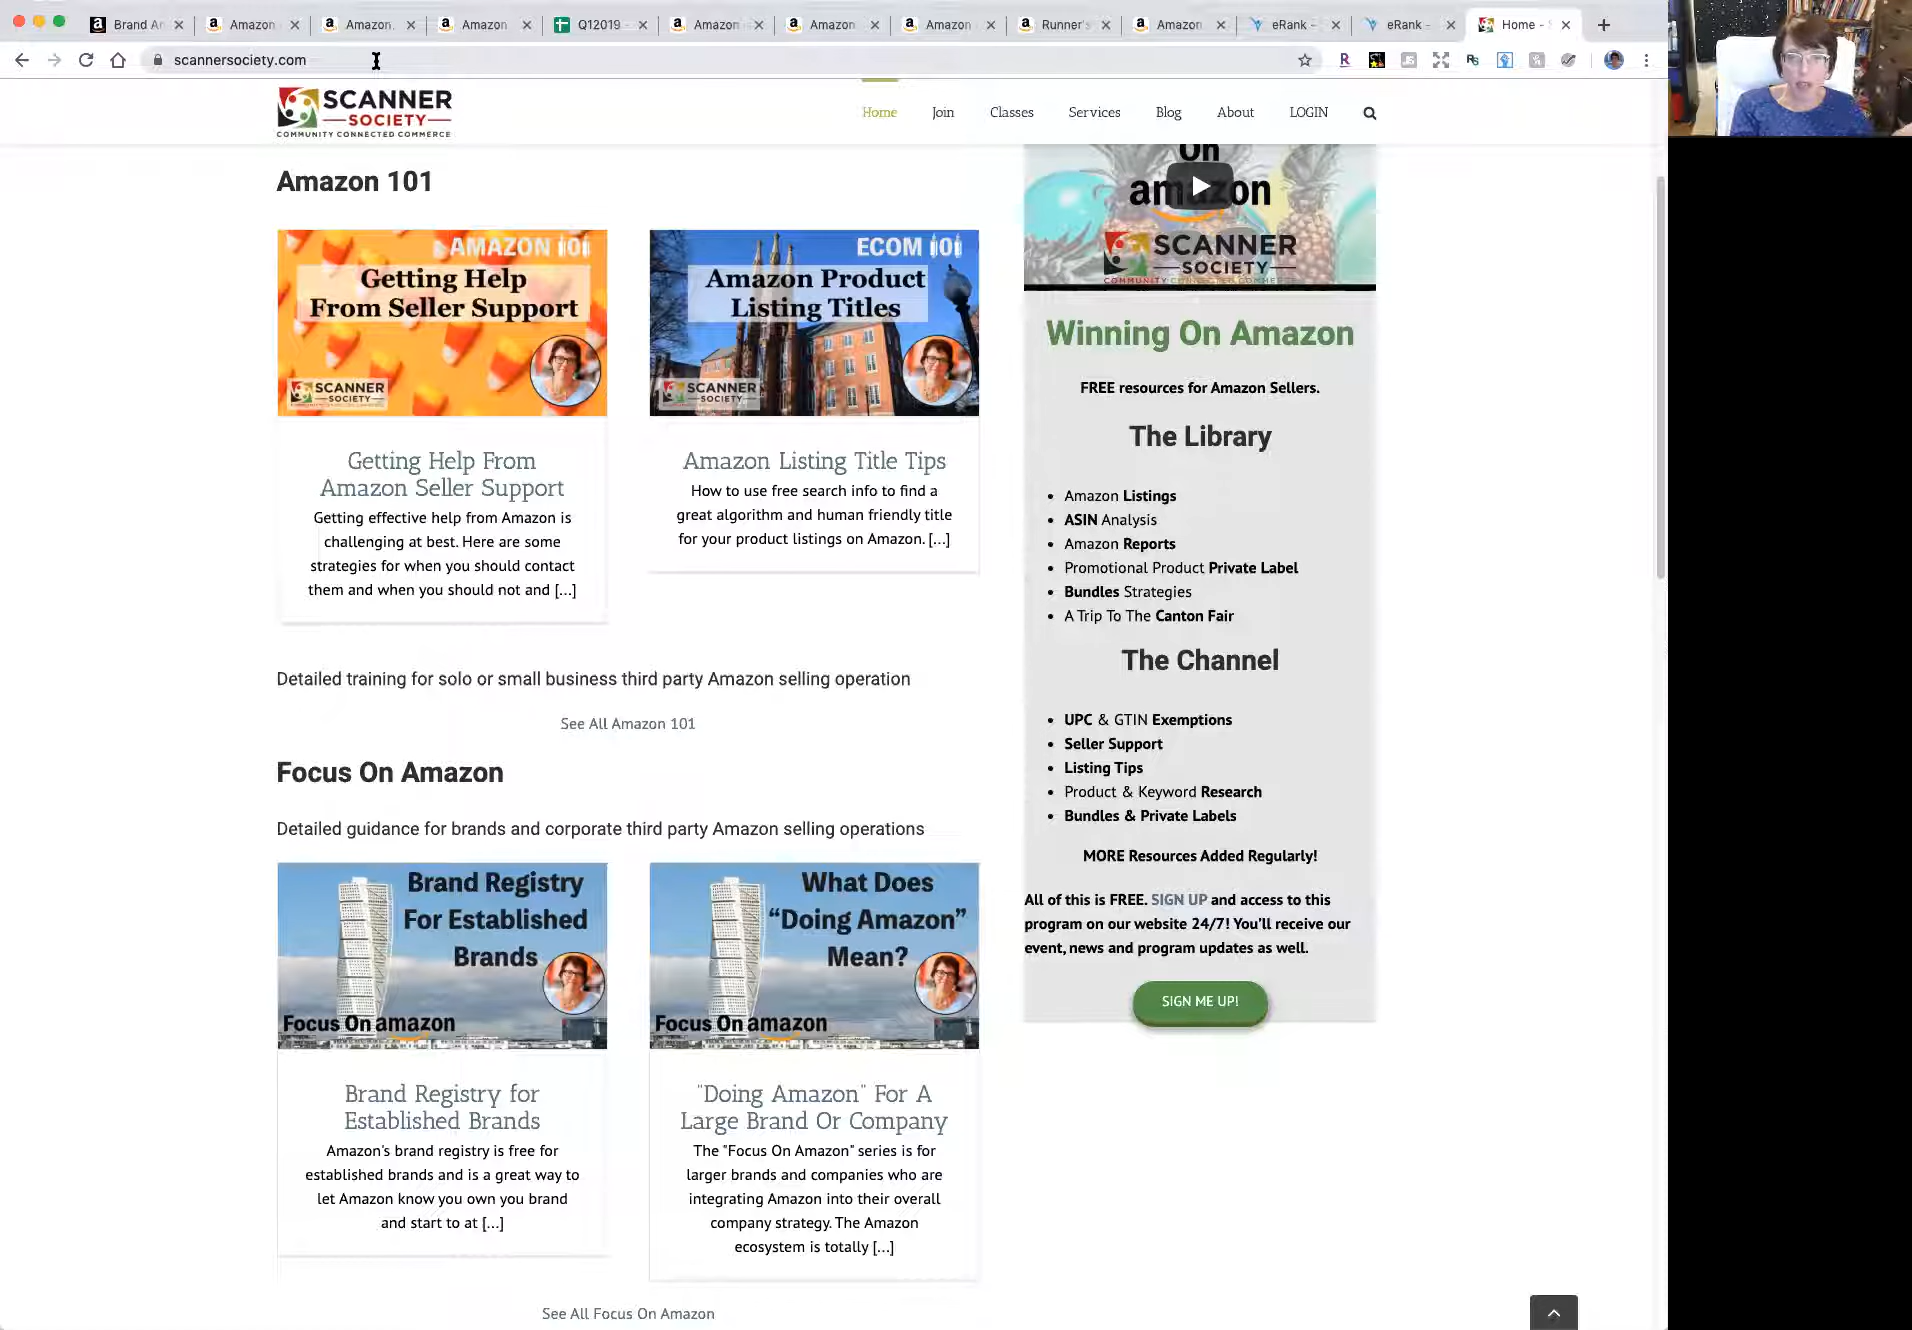 Brand An
Amazon
Amazon.
Amazon
Q12019 -
Amazon
Amazon
Amazon
Runner's
Amazon
eRank -
eRank -
Home -
scannersociety.com
SCANNER
SOCIETY
COMMUNITY CONNECTED COMMERCE
Home
Join
Classes
Services
Blog
About
LOGIN
Amazon 101
AMAZON 101
Getting Help
From Seller Support
SCANNER
SOCIETY
ECOM 101
Amazon Product
Listing Titles
SCANNER
SOCIETY
Getting Help From
Amazon Seller Support
Getting effective help from Amazon is
challenging at best. Here are some
strategies for when you should contact
them and when you should not and [...]
Amazon Listing Title Tips
How to use free search info to find a
great algorithm and human friendly title
for your product listings on Amazon. [...]
Detailed training for solo or small business third party Amazon selling operation
See All Amazon 101
Focus On Amazon
Detailed guidance for brands and corporate third party Amazon selling operations
Brand Registry
For Established
Brands
Focus On amazon
What Does
“Doing Amazon”
Mean?
Focus On amazon
Brand Registry for
Established Brands
Amazon's brand registry is free for
established brands and is a great way to
let Amazon know you own you brand
and start to at [...]
"Doing Amazon" For A
Large Brand Or Company
The "Focus On Amazon" series is for
larger brands and companies who are
integrating Amazon into their overall
company strategy. The Amazon
ecosystem is totally [...]
See All Focus On Amazon
On
amazon
SCANNER
SOCIETY
COMMUNITY CONNECTED COMMERCE
Winning On Amazon
FREE resources for Amazon Sellers.
The Library
• Amazon Listings
• ASIN Analysis
• Amazon Reports
• Promotional Product Private Label
• Bundles Strategies
• A Trip To The Canton Fair
The Channel
• UPC & GTIN Exemptions
• Seller Support
• Listing Tips
• Product & Keyword Research
• Bundles & Private Labels
MORE Resources Added Regularly!
All of this is FREE. SIGN UP and access to this
program on our website 24/7! You'll receive our
event, news and program updates as well.
SIGN ME UP!